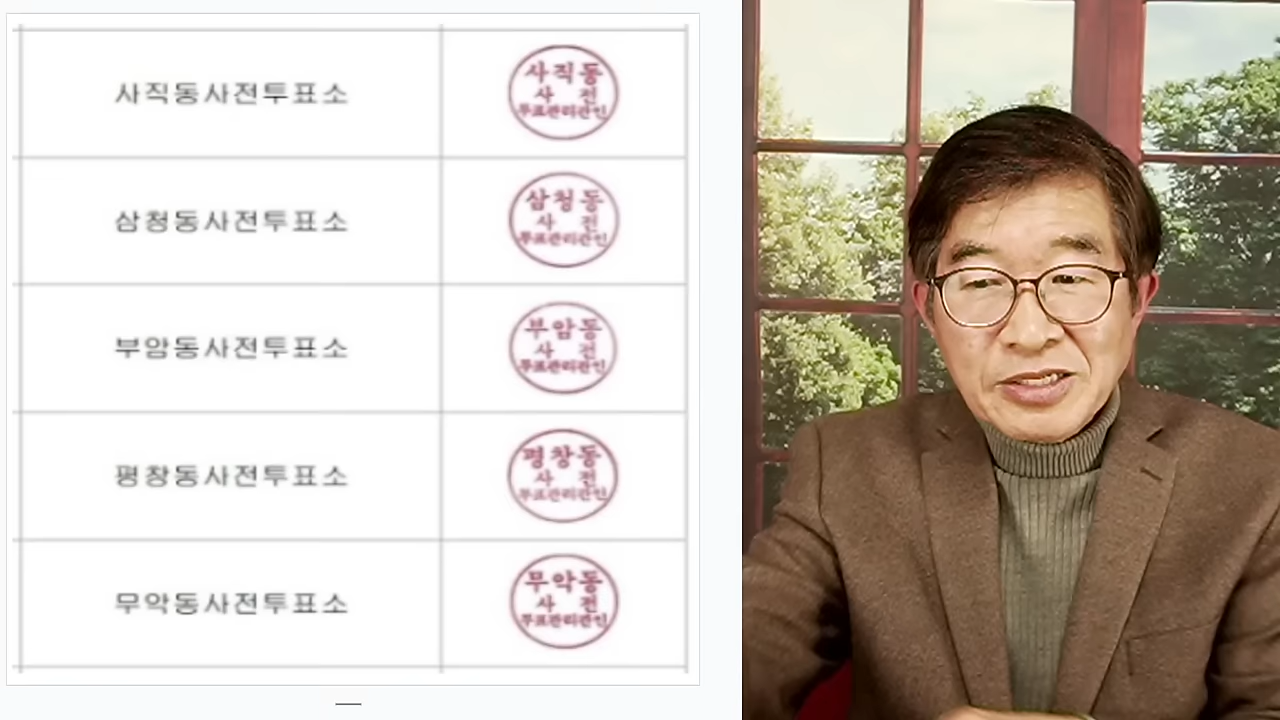 사직동사전투표소
사직동
사 전
투표관리관인
삼청동사전투표소
삼청동
사 전
투표관리관인
부암동사전투표소
부암동
사 전
투표관리관인
평창동사전투표소
평창동
사 전
투표관리관인
무악동사전투표소
무악동
사 전
투표관리관인